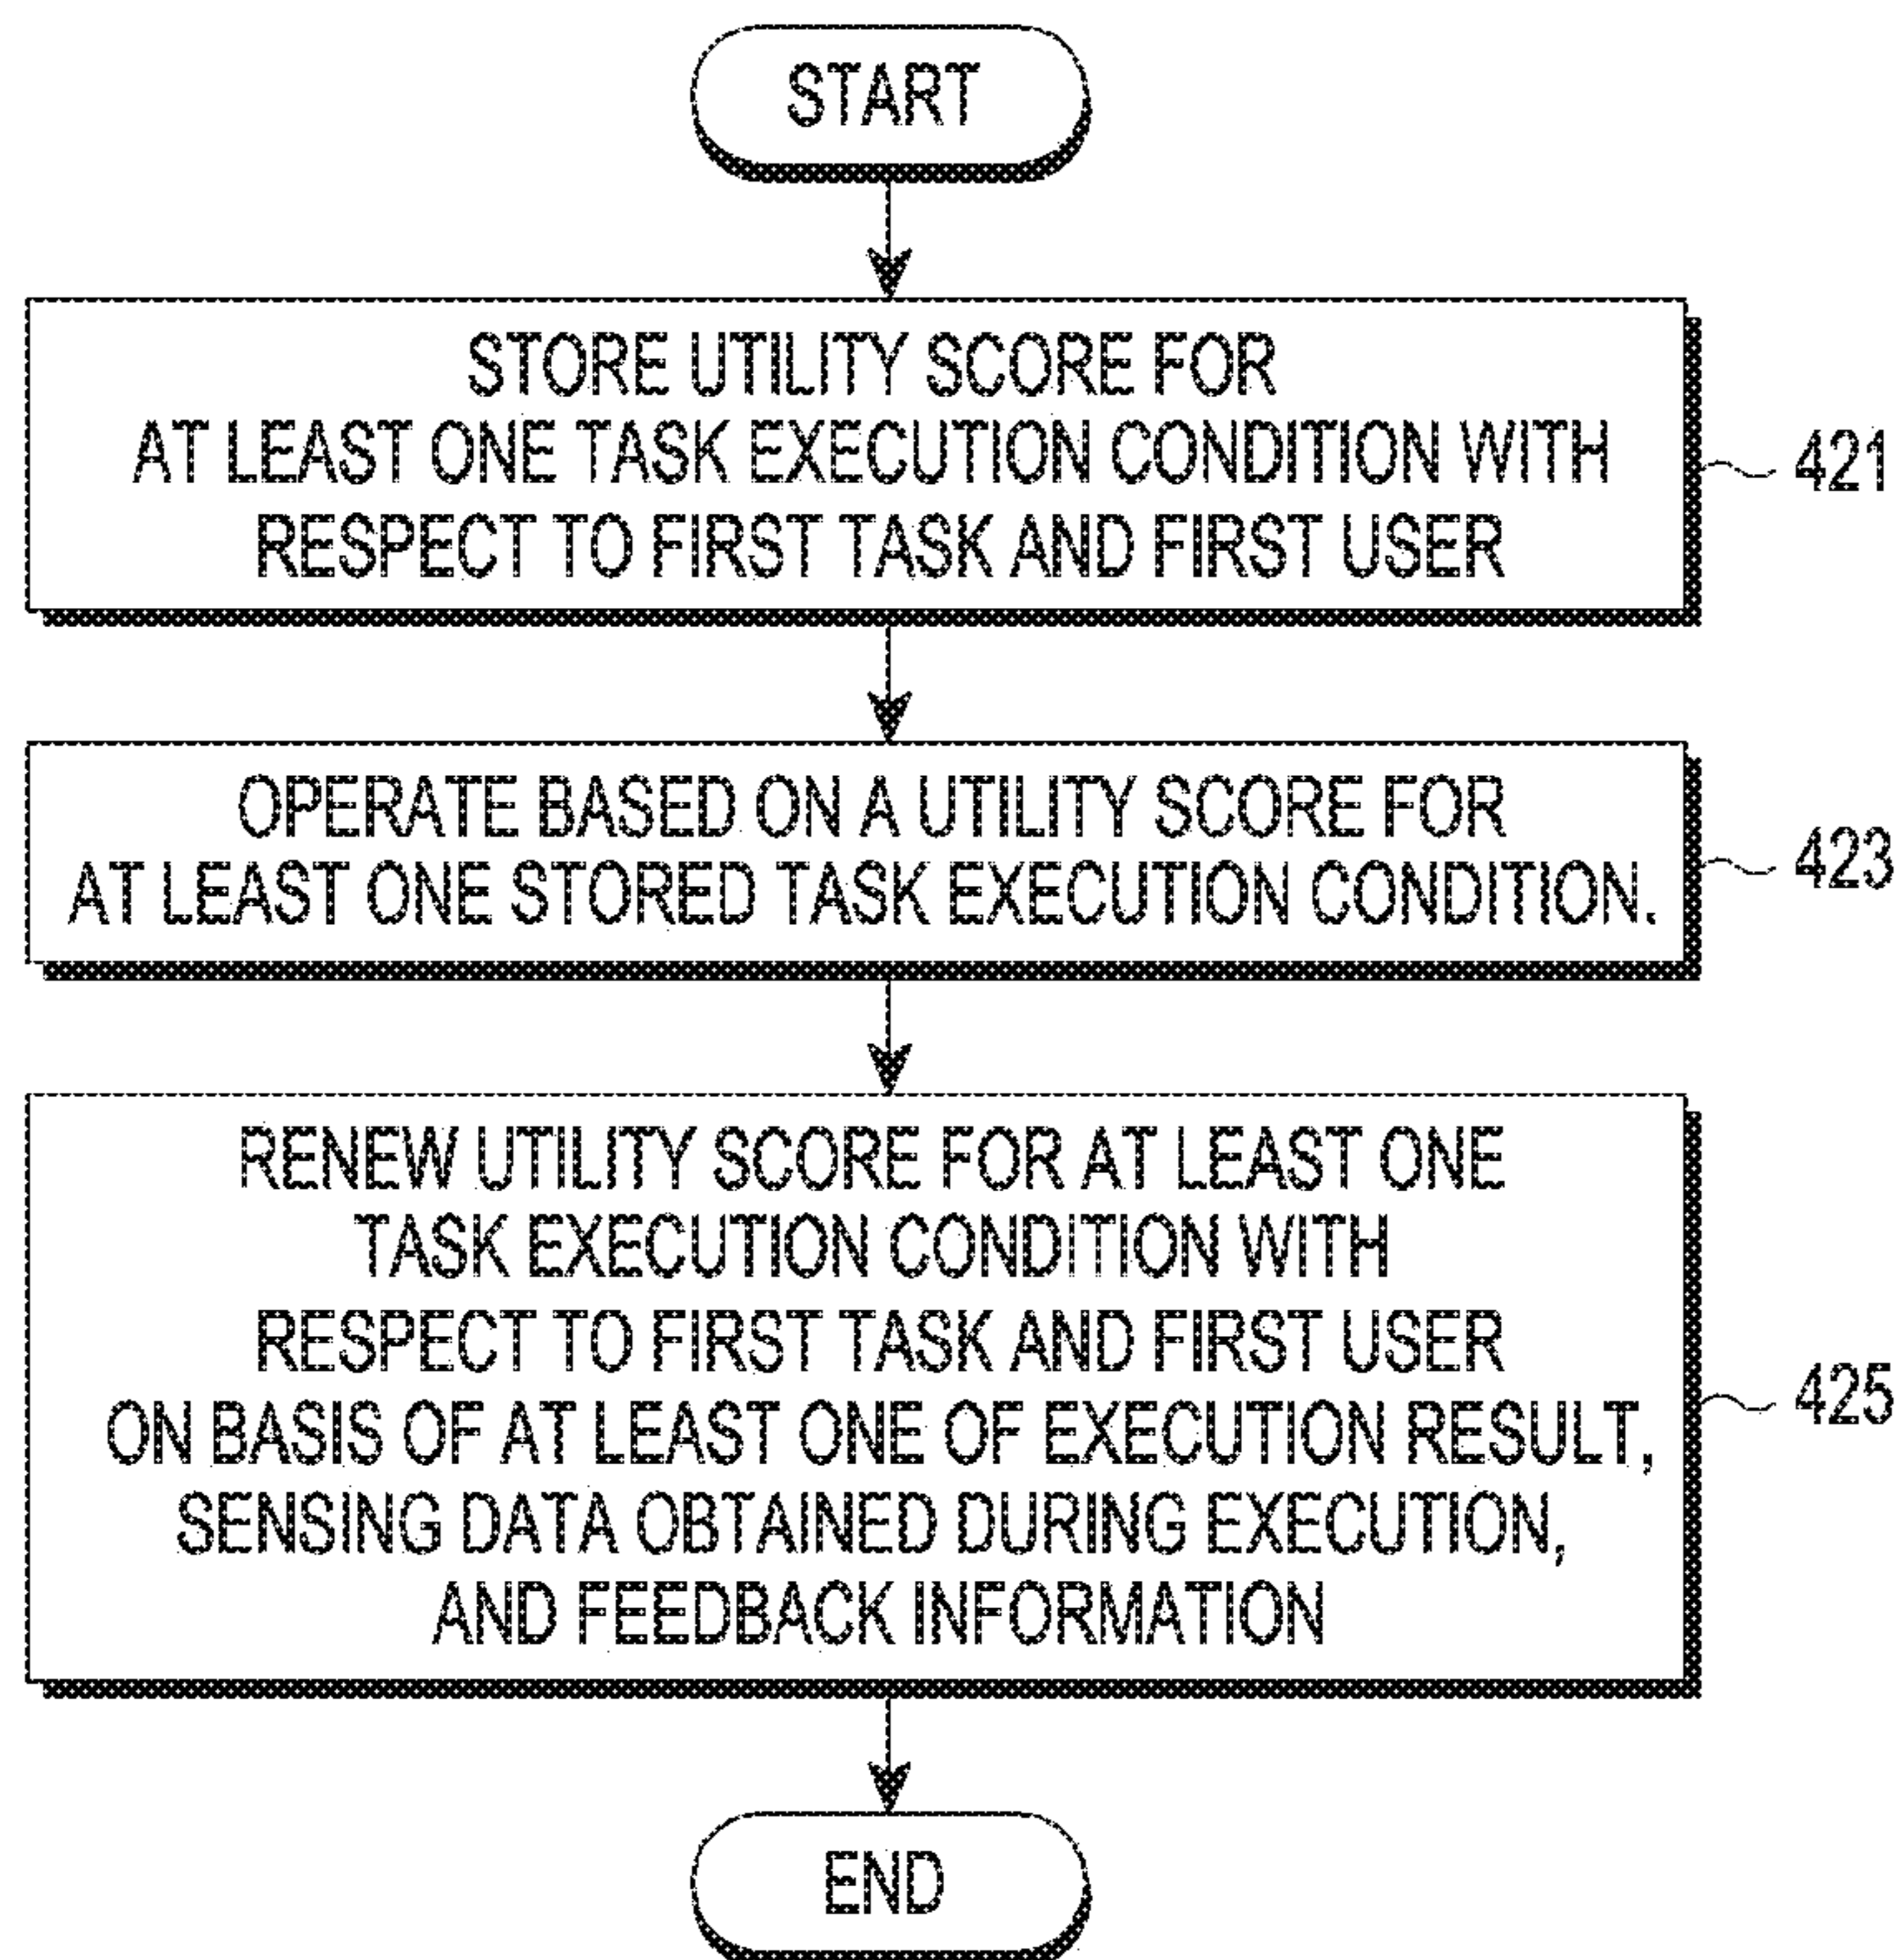 START
STORE UTILITY SCORE FOR
AT LEAST ONE TASK EXECUTION CONDITION WITH
RESPECT TO FIRST TASK AND FIRST USER
421
OPERATE BASED ON A UTILITY SCORE FOR
AT LEAST ONE STORED TASK EXECUTION CONDITION.
423
RENEW UTILITY SCORE FOR AT LEAST ONE
TASK EXECUTION CONDITION WITH
RESPECT TO FIRST TASK AND FIRST USER
ON BASIS OF AT LEAST ONE OF EXECUTION RESULT,
SENSING DATA OBTAINED DURING EXECUTION,
AND FEEDBACK INFORMATION
425
END